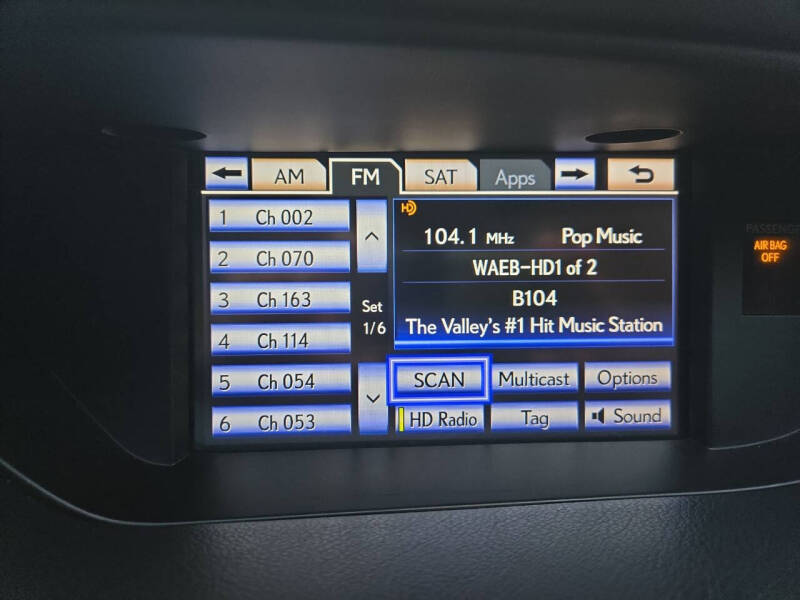 AM FM SAT Apps
1 Ch 002
2 Ch 070
3 Ch 163
4 Ch 114
5 Ch 054
6 Ch 053
Set
1/6
HD
104.1 MHz Pop Music
WAEB-HD1 of 2
B104
The Valley's #1 Hit Music Station
SCAN Multicast Options
HD Radio Tag Sound
PASSENGER
AIR BAG
OFF